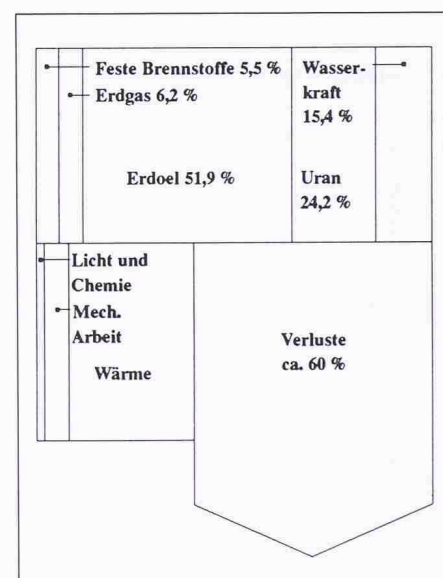 Feste Brennstoffe 5,5 %
Erdgas 6,2 %
Erdoel 51,9 %
Wasser-
kraft
15,4 %
Uran
24,2 %
Licht und
Chemie
Mech.
Arbeit
Wärme
Verluste
ca. 60 %